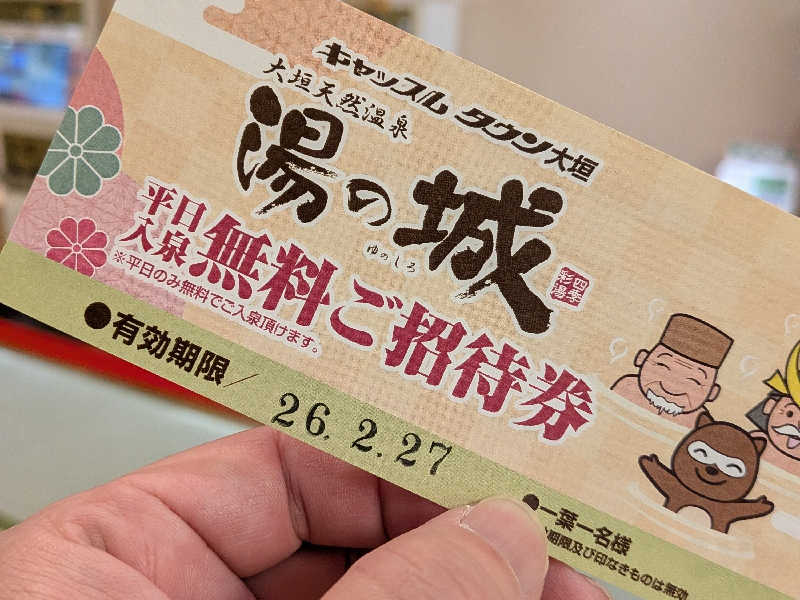 キャッスル タウン大垣
大垣天然温泉
湯の城
ゆのしろ
四季
彩湯
平日
入泉
無料ご招待券
※平日のみ無料でご入泉頂けます。
●有効期限／
26. 2. 27
●一葉一名様
期限及び印なきものは無効